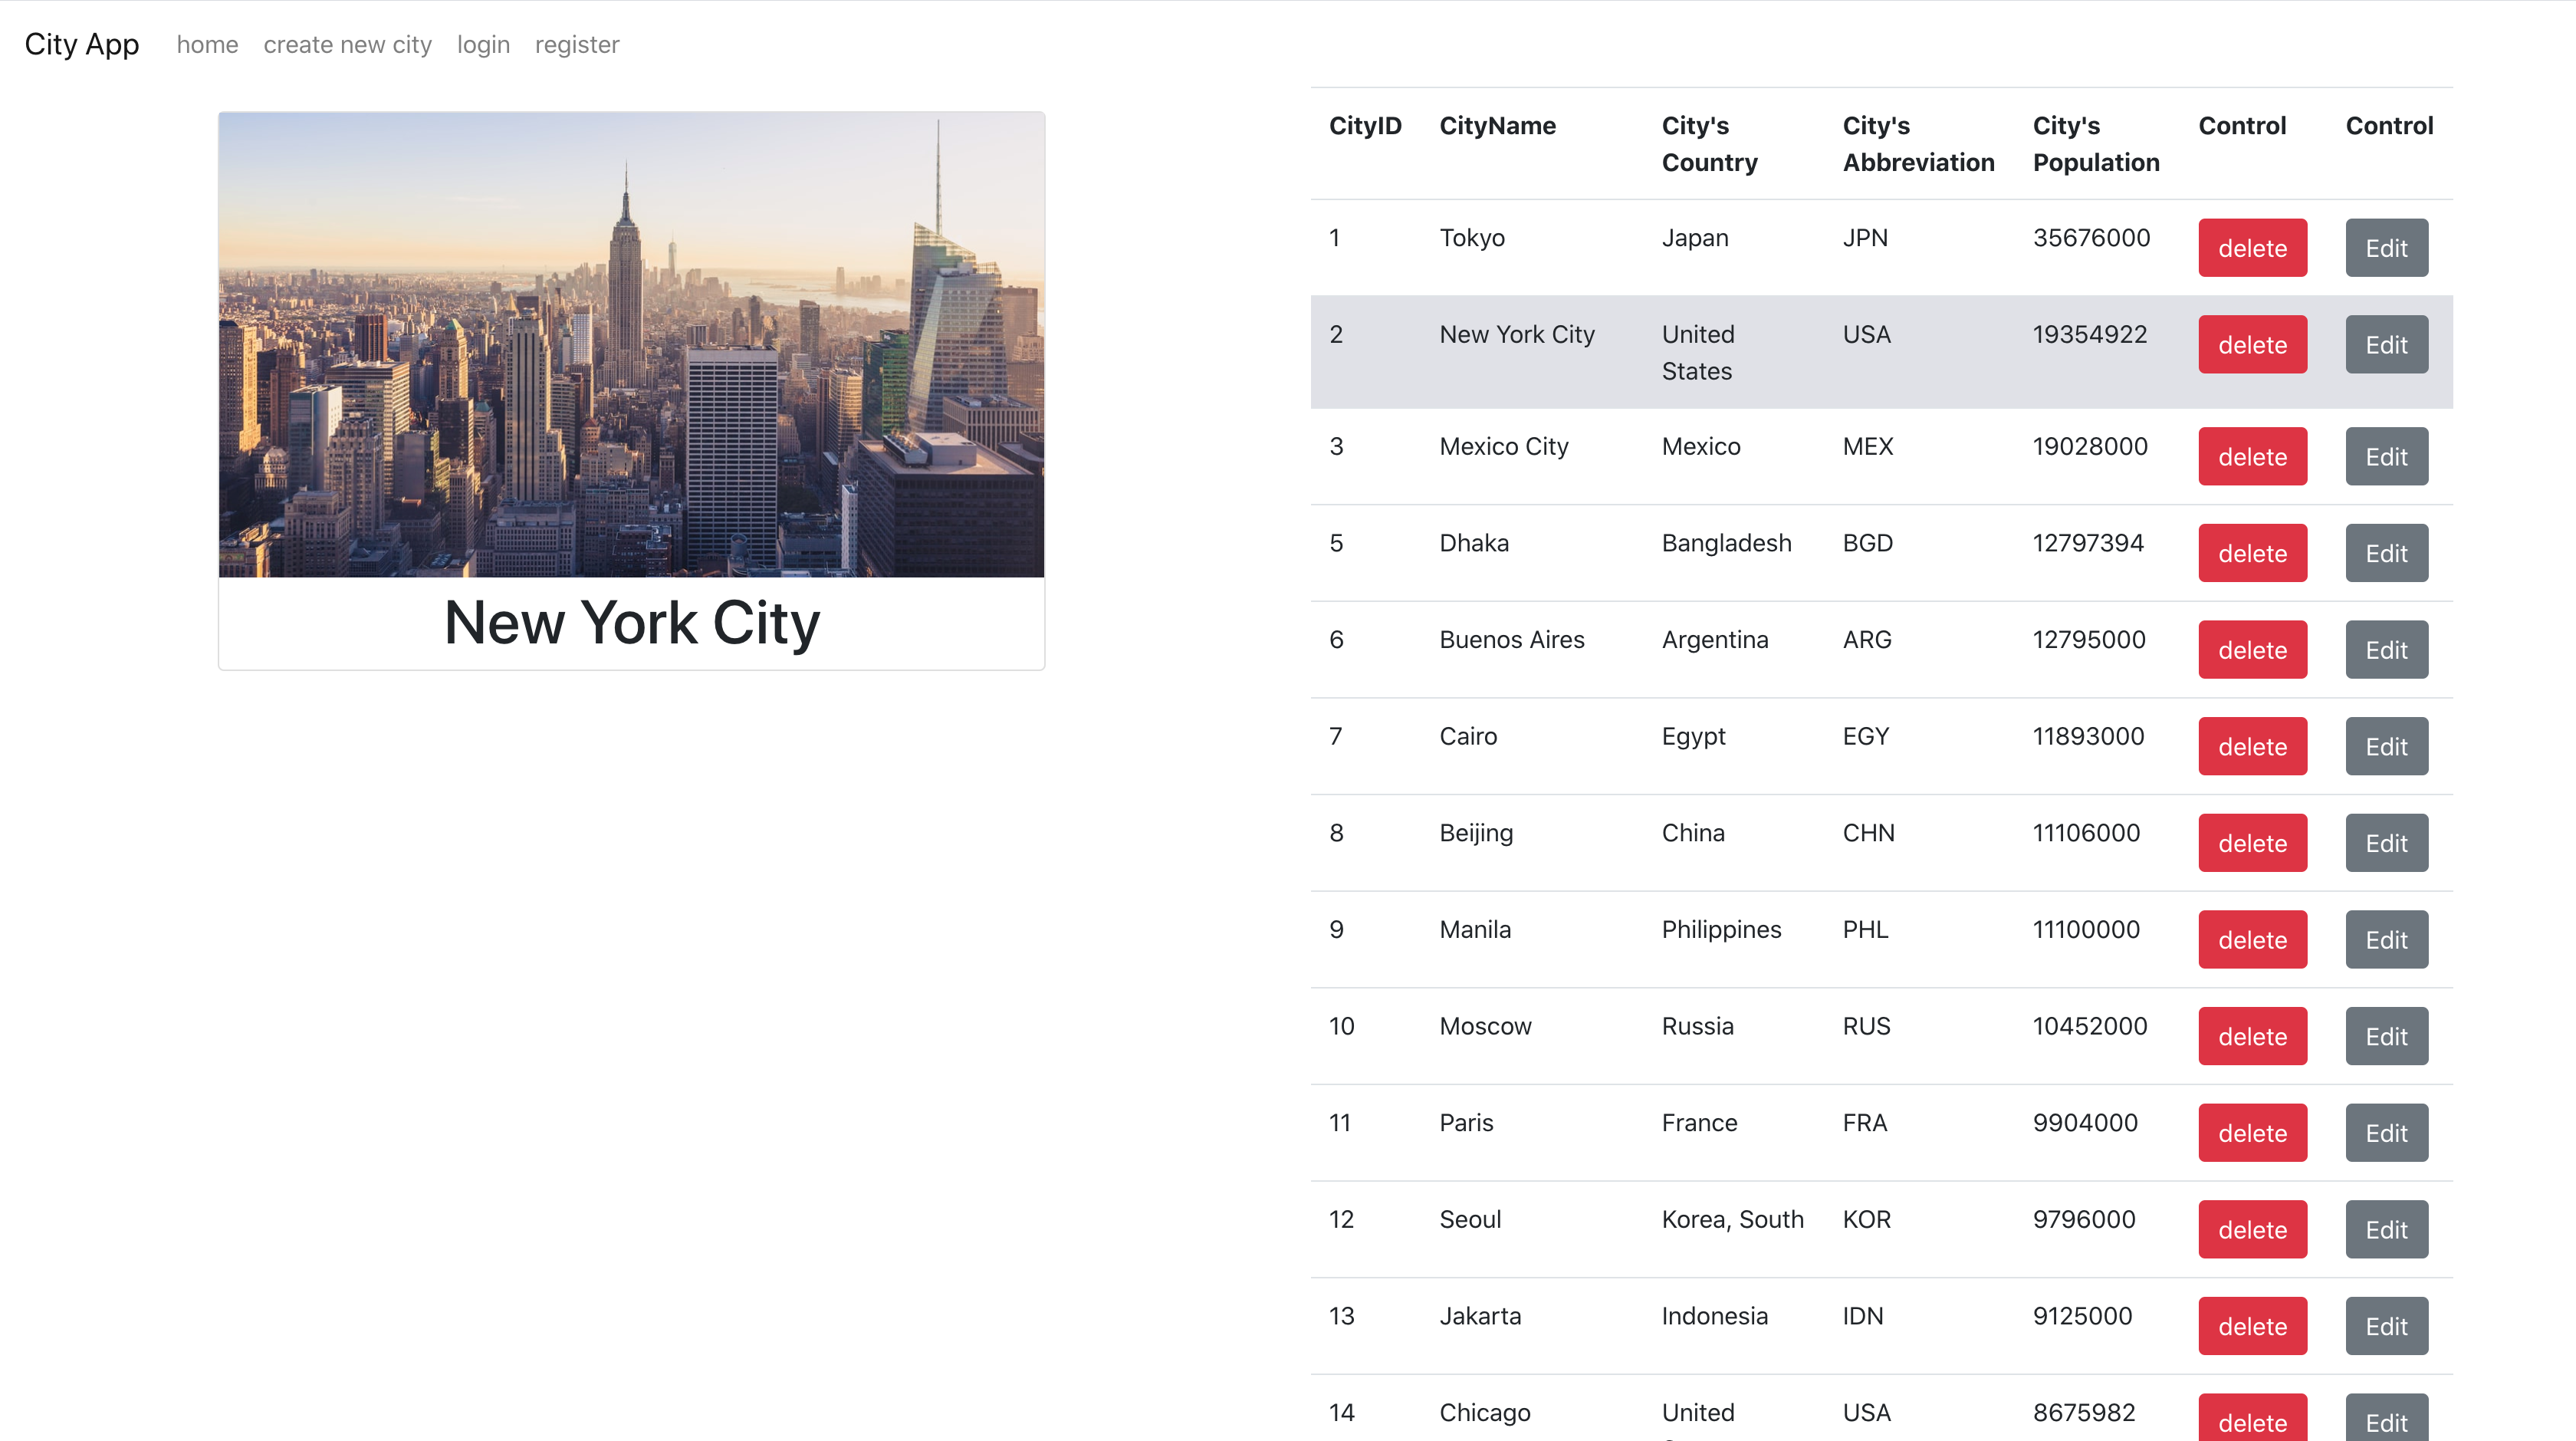 City App home create new city login register
New York City
CityID CityName City's Country City's Abbreviation City's Population Control Control
1 Tokyo Japan JPN 35676000 delete Edit
2 New York City United States USA 19354922 delete Edit
3 Mexico City Mexico MEX 19028000 delete Edit
5 Dhaka Bangladesh BGD 12797394 delete Edit
6 Buenos Aires Argentina ARG 12795000 delete Edit
7 Cairo Egypt EGY 11893000 delete Edit
8 Beijing China CHN 11106000 delete Edit
9 Manila Philippines PHL 11100000 delete Edit
10 Moscow Russia RUS 10452000 delete Edit
11 Paris France FRA 9904000 delete Edit
12 Seoul Korea, South KOR 9796000 delete Edit
13 Jakarta Indonesia IDN 9125000 delete Edit
14 Chicago United USA 8675982 delete Edit